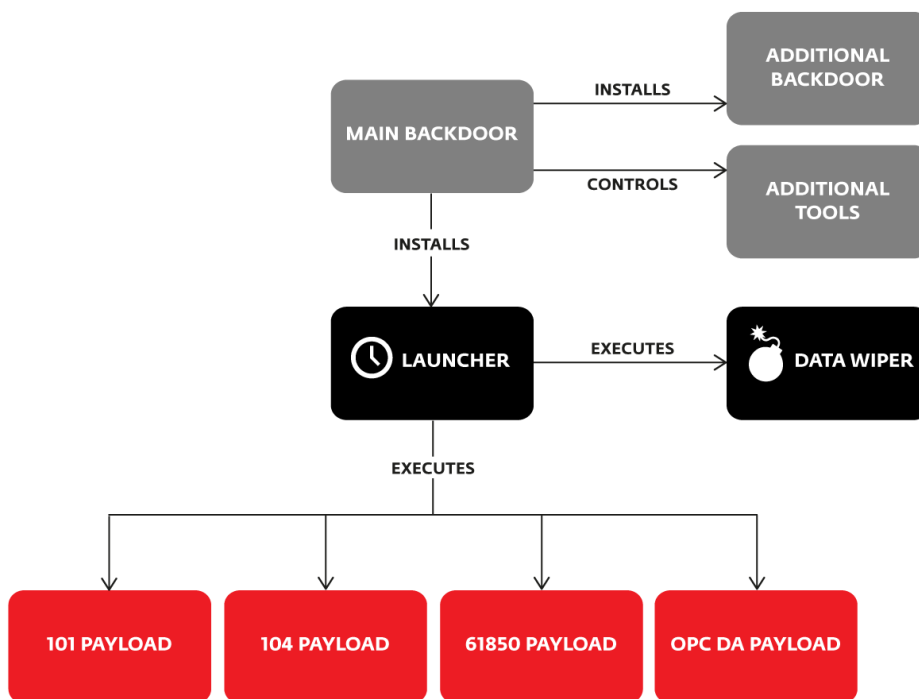 ADDITIONAL
BACKDOOR
INSTALLS
MAIN BACKDOOR
CONTROLS
ADDITIONAL
TOOLS
INSTALLS
LAUNCHER
EXECUTES
DATA WIPER
EXECUTES
101 PAYLOAD
104 PAYLOAD
61850 PAYLOAD
OPC DA PAYLOAD